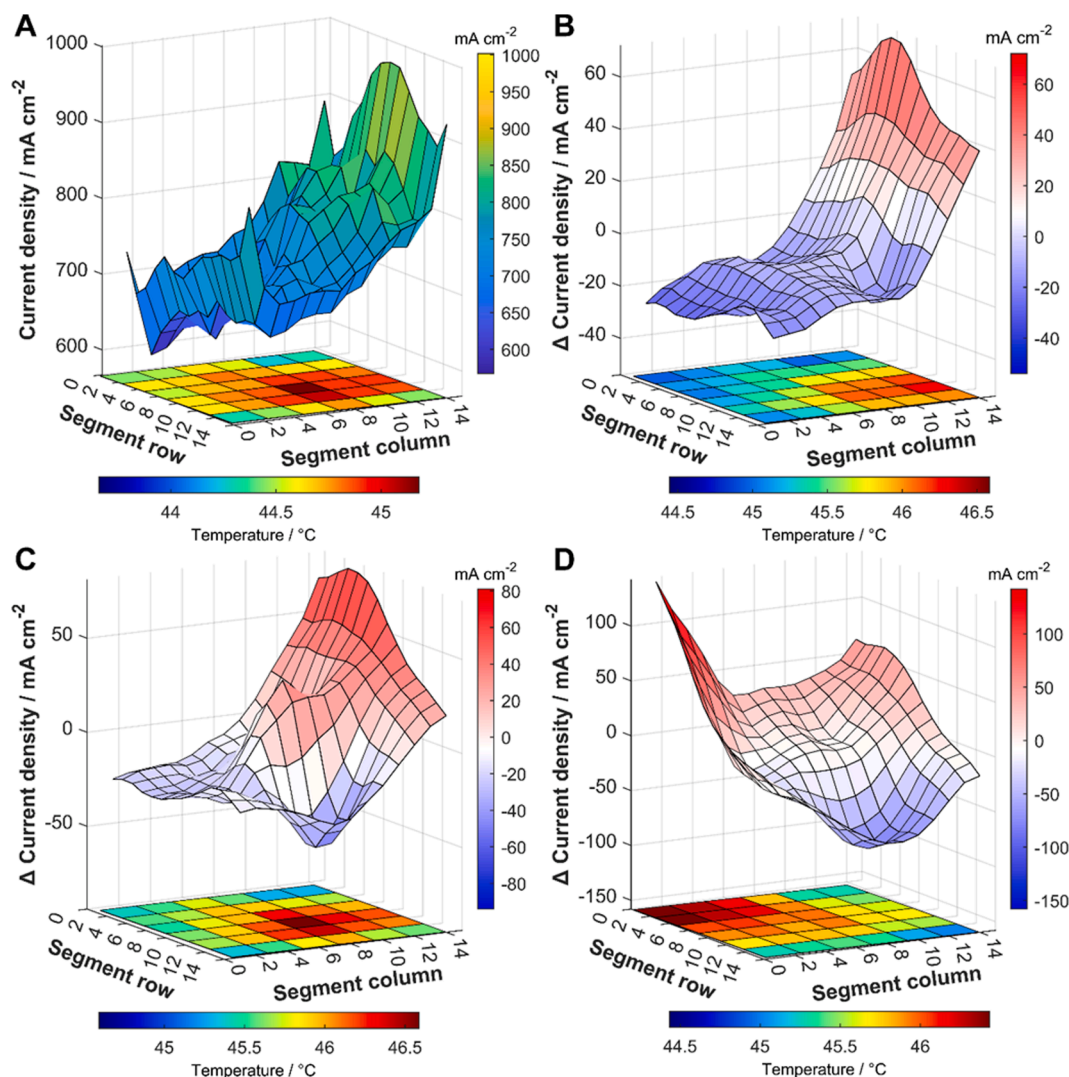 A
mA cm-2
1000
900
800
700
600
Current density / mA cm-2
1000
950
900
850
800
750
700
650
600
0 2 4 6 8 10 12 14
Segment row
0 2 4 6 8 10 12 14
Segment column
44 44.5 45
Temperature / °C
B
mA cm-2
60
40
20
0
-20
-40
Δ Current density / mA cm-2
60
40
20
0
-20
-40
0 2 4 6 8 10 12 14
Segment row
0 2 4 6 8 10 12 14
Segment column
44.5 45 45.5 46 46.5
Temperature / °C
C
mA cm-2
50
0
-50
Δ Current density / mA cm-2
80
60
40
20
0
-20
-40
-60
-80
0 2 4 6 8 10 12 14
Segment row
0 2 4 6 8 10 12 14
Segment column
45 45.5 46 46.5
Temperature / °C
D
mA cm-2
100
50
0
-50
-100
-150
Δ Current density / mA cm-2
100
50
0
-50
-100
-150
0 2 4 6 8 10 12 14
Segment row
0 2 4 6 8 10 12 14
Segment column
44.5 45 45.5 46
Temperature / °C